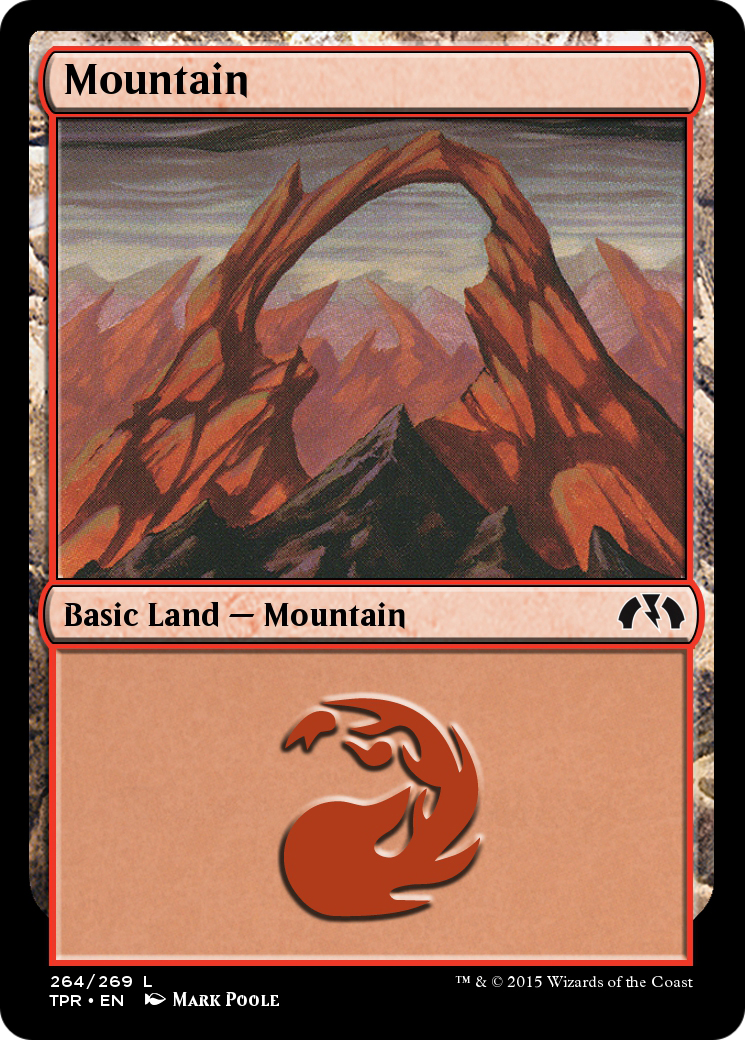 Mountain
Basic Land — Mountain
264/269 L
TPR • EN Mark Poole
™ & © 2015 Wizards of the Coast